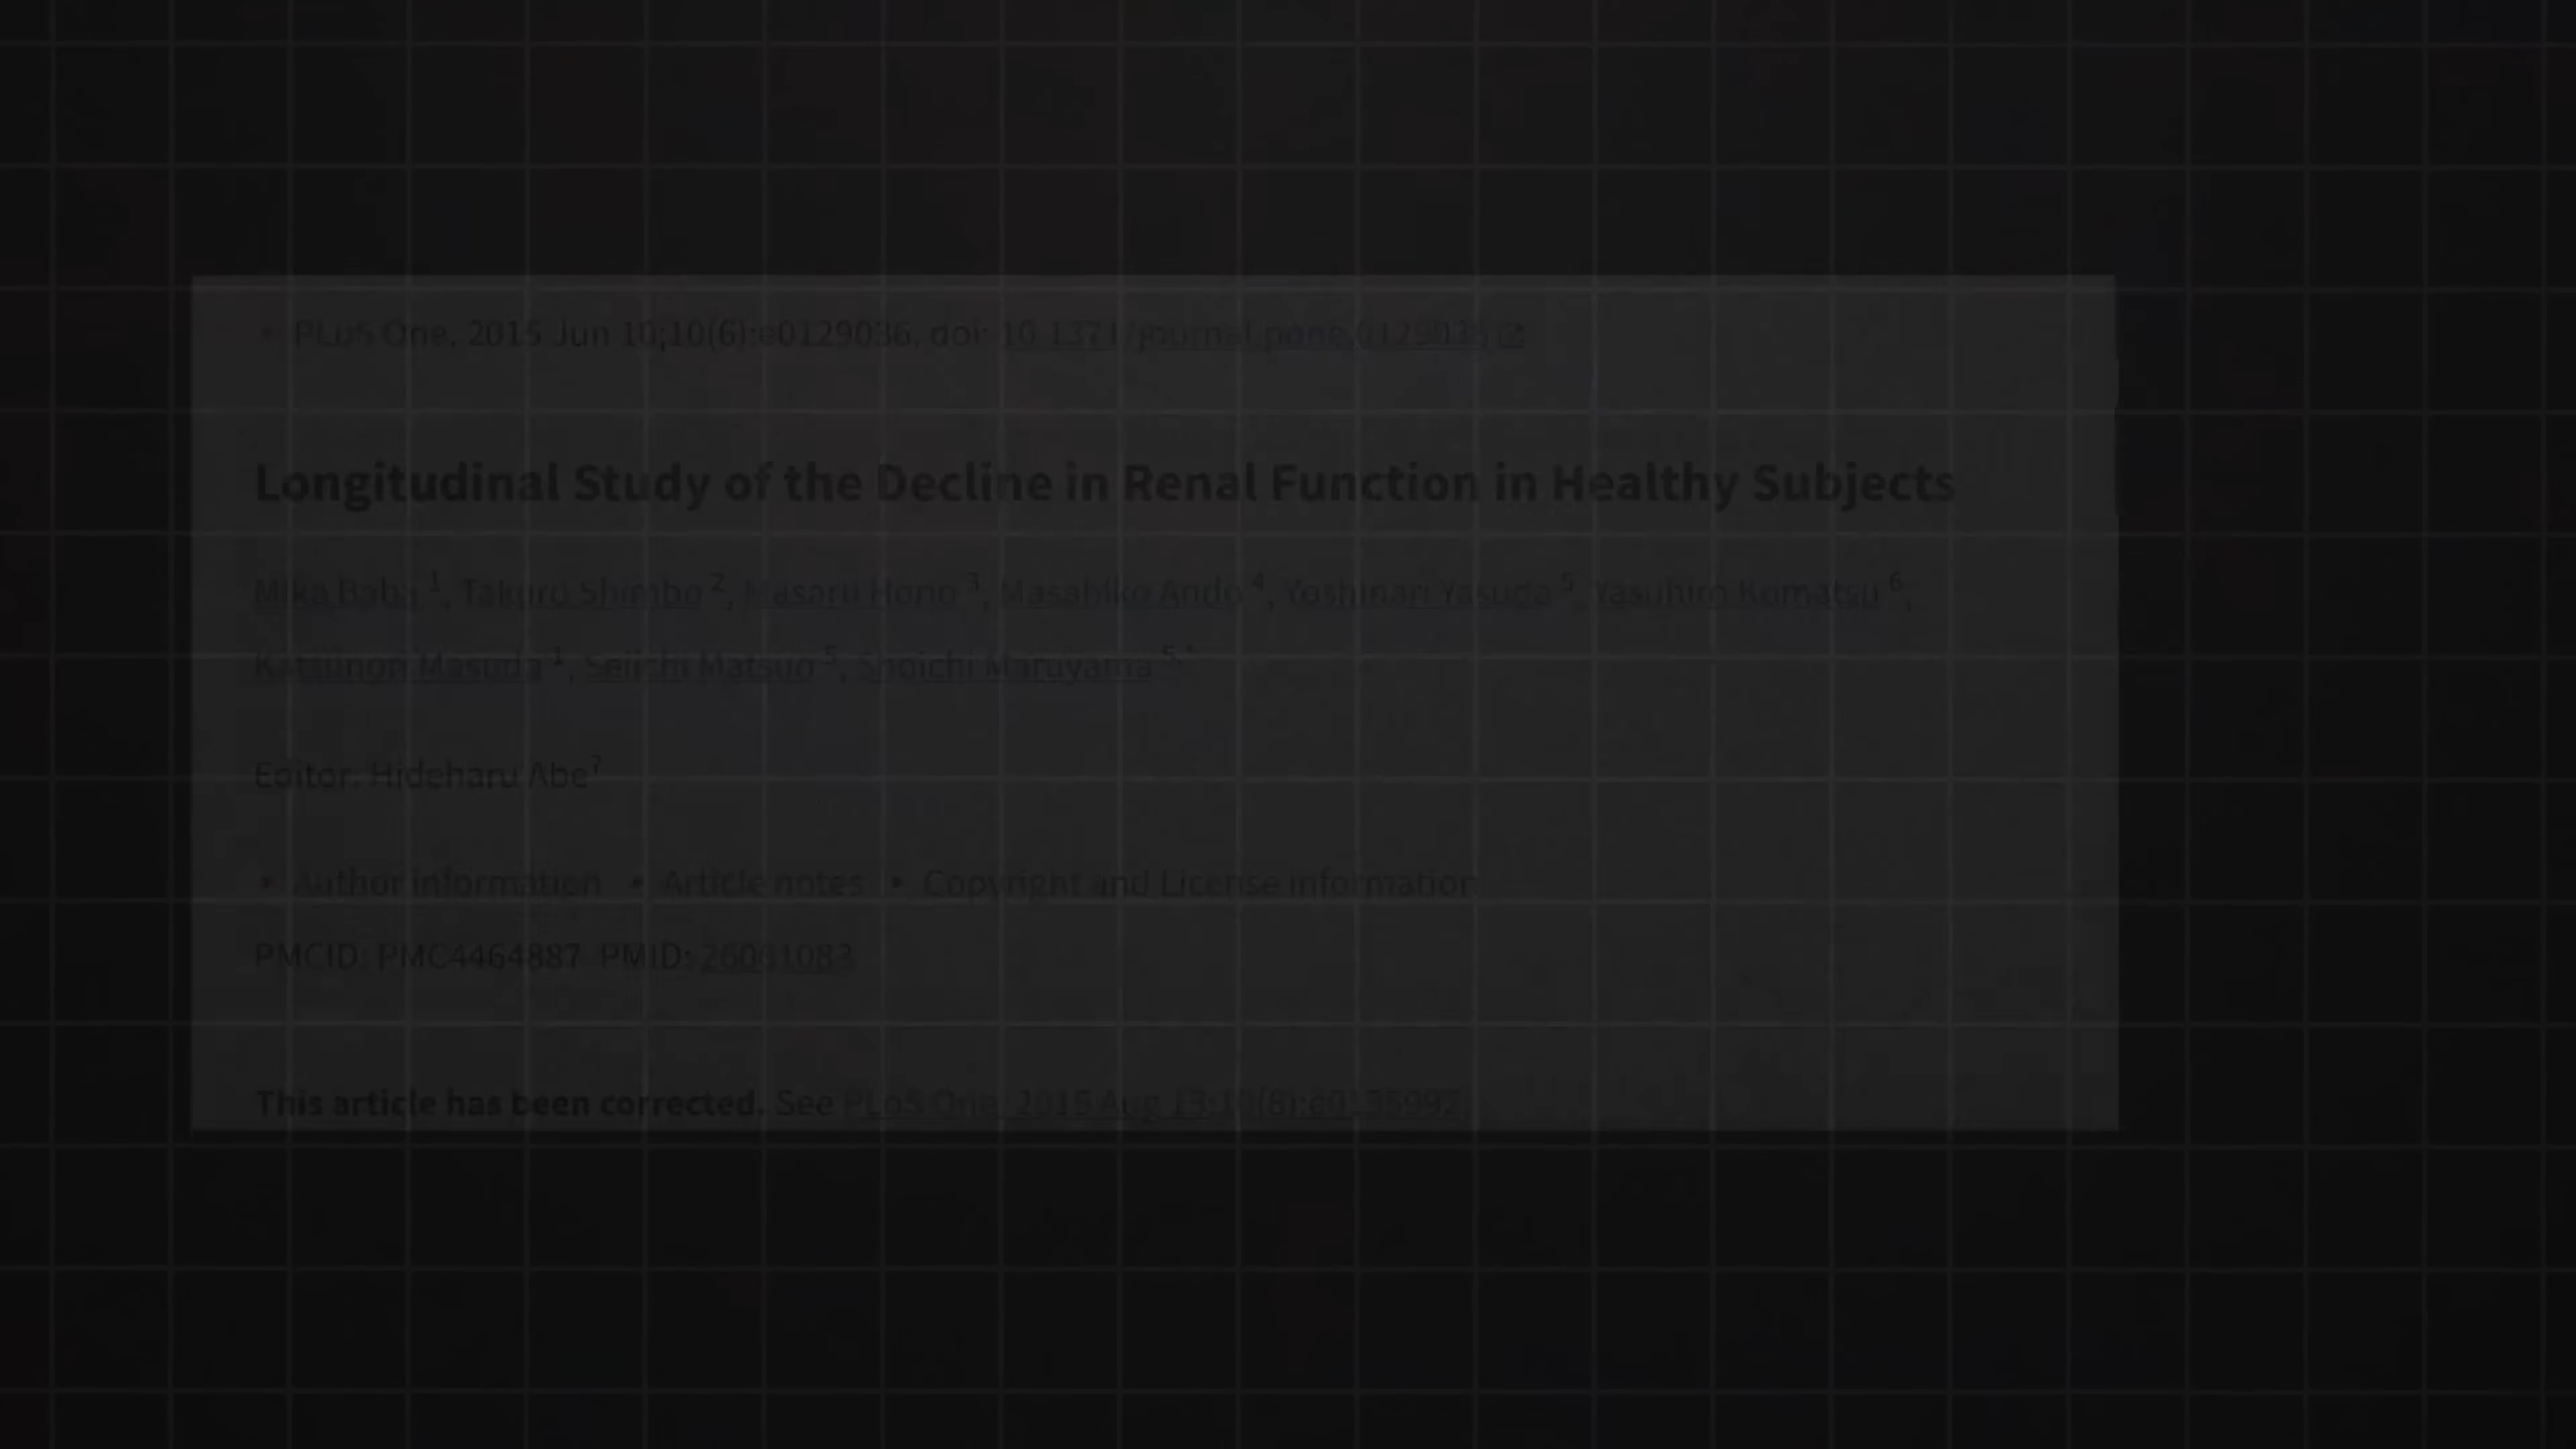 • PLoS One. 2015 Jun 10;10(6):e0129036. doi: 10.1371/journal.pone.0129036
Longitudinal Study of the Decline in Renal Function in Healthy Subjects
Mika Baba 1, Takuro Shimbo 2, Masaru Horio 3, Masahiko Ando 4, Yoshinari Yasuda 5, Yasuhiro Komatsu 6,
Katsunori Masuda 1, Seiichi Matsuo 5, Shoichi Maruyama 5,*
Editor: Hideharu Abe7
• Author information • Article notes • Copyright and License information
PMCID: PMC4464887 PMID: 26061083
This article has been corrected. See PLoS One. 2015 Aug 13;10(8):e0135992.